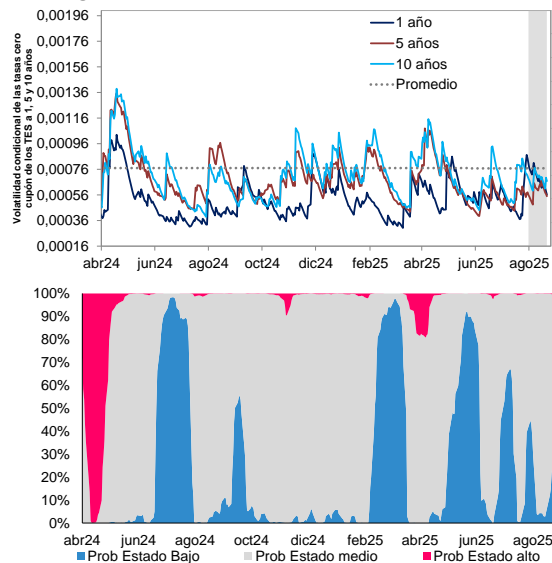 Volatilidad condicional de las tasas cero
cupón de los TES a 1, 5 y 10 años
0,00196
0,00176
0,00156
0,00136
0,00116
0,00096
0,00076
0,00056
0,00036
0,00016
1 año
5 años
10 años
Promedio
abr24 jun24 ago24 oct24 dic24 feb25 abr25 jun25 ago25
100%
90%
80%
70%
60%
50%
40%
30%
20%
10%
0%
abr24 jun24 ago24 oct24 dic24 feb25 abr25 jun25 ago25
Prob Estado Bajo Prob Estado medio Prob Estado alto